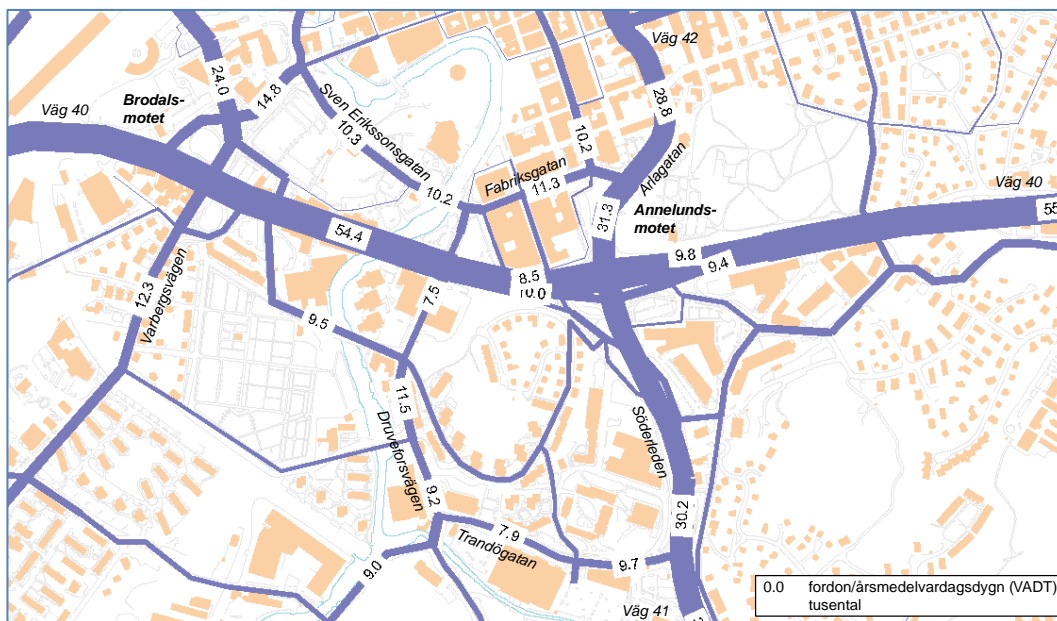 Väg 42
24.0
14.8
28.8
Väg 40
Brodals-
motet
Sven Erikssonsgatan
10.3
10.2
10.2
Fabriksgatan
11.3
Arlagatan
Väg 40
31.3
Annelunds-
motet
54.4
55
9.8
9.4
8.5
10.0
7.5
12.3
Varbergsvägen
9.5
11.5
Druveforsvägen
Söderleden
9.2
30.2
7.9
Trandögatan
9.0
9.7
Väg 41
0.0 fordon/årsmedelvardagsdygn (VADT)
tusental